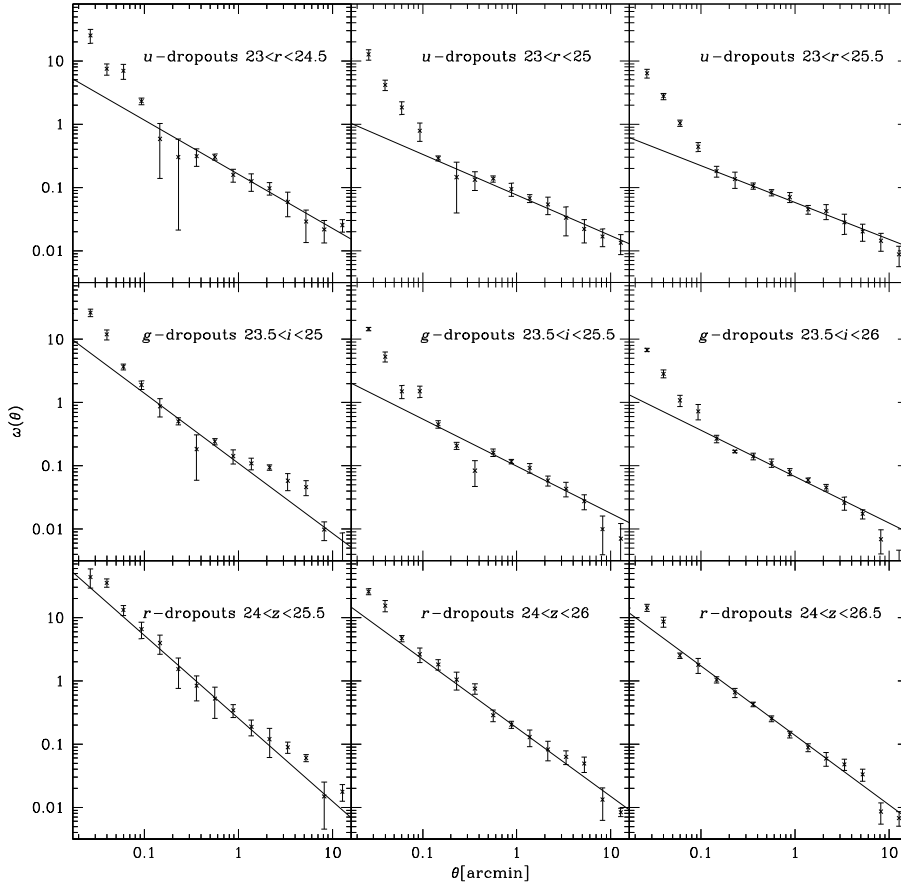 10
1
0.1
0.01
u−dropouts 23<r<24.5
u−dropouts 23<r<25
u−dropouts 23<r<25.5
10
1
0.1
0.01
g−dropouts 23.5<i<25
g−dropouts 23.5<i<25.5
g−dropouts 23.5<i<26
ω(θ)
10
1
0.1
0.01
r−dropouts 24<z<25.5
r−dropouts 24<z<26
r−dropouts 24<z<26.5
0.1 1 10
0.1 1 10
0.1 1 10
θ[arcmin]